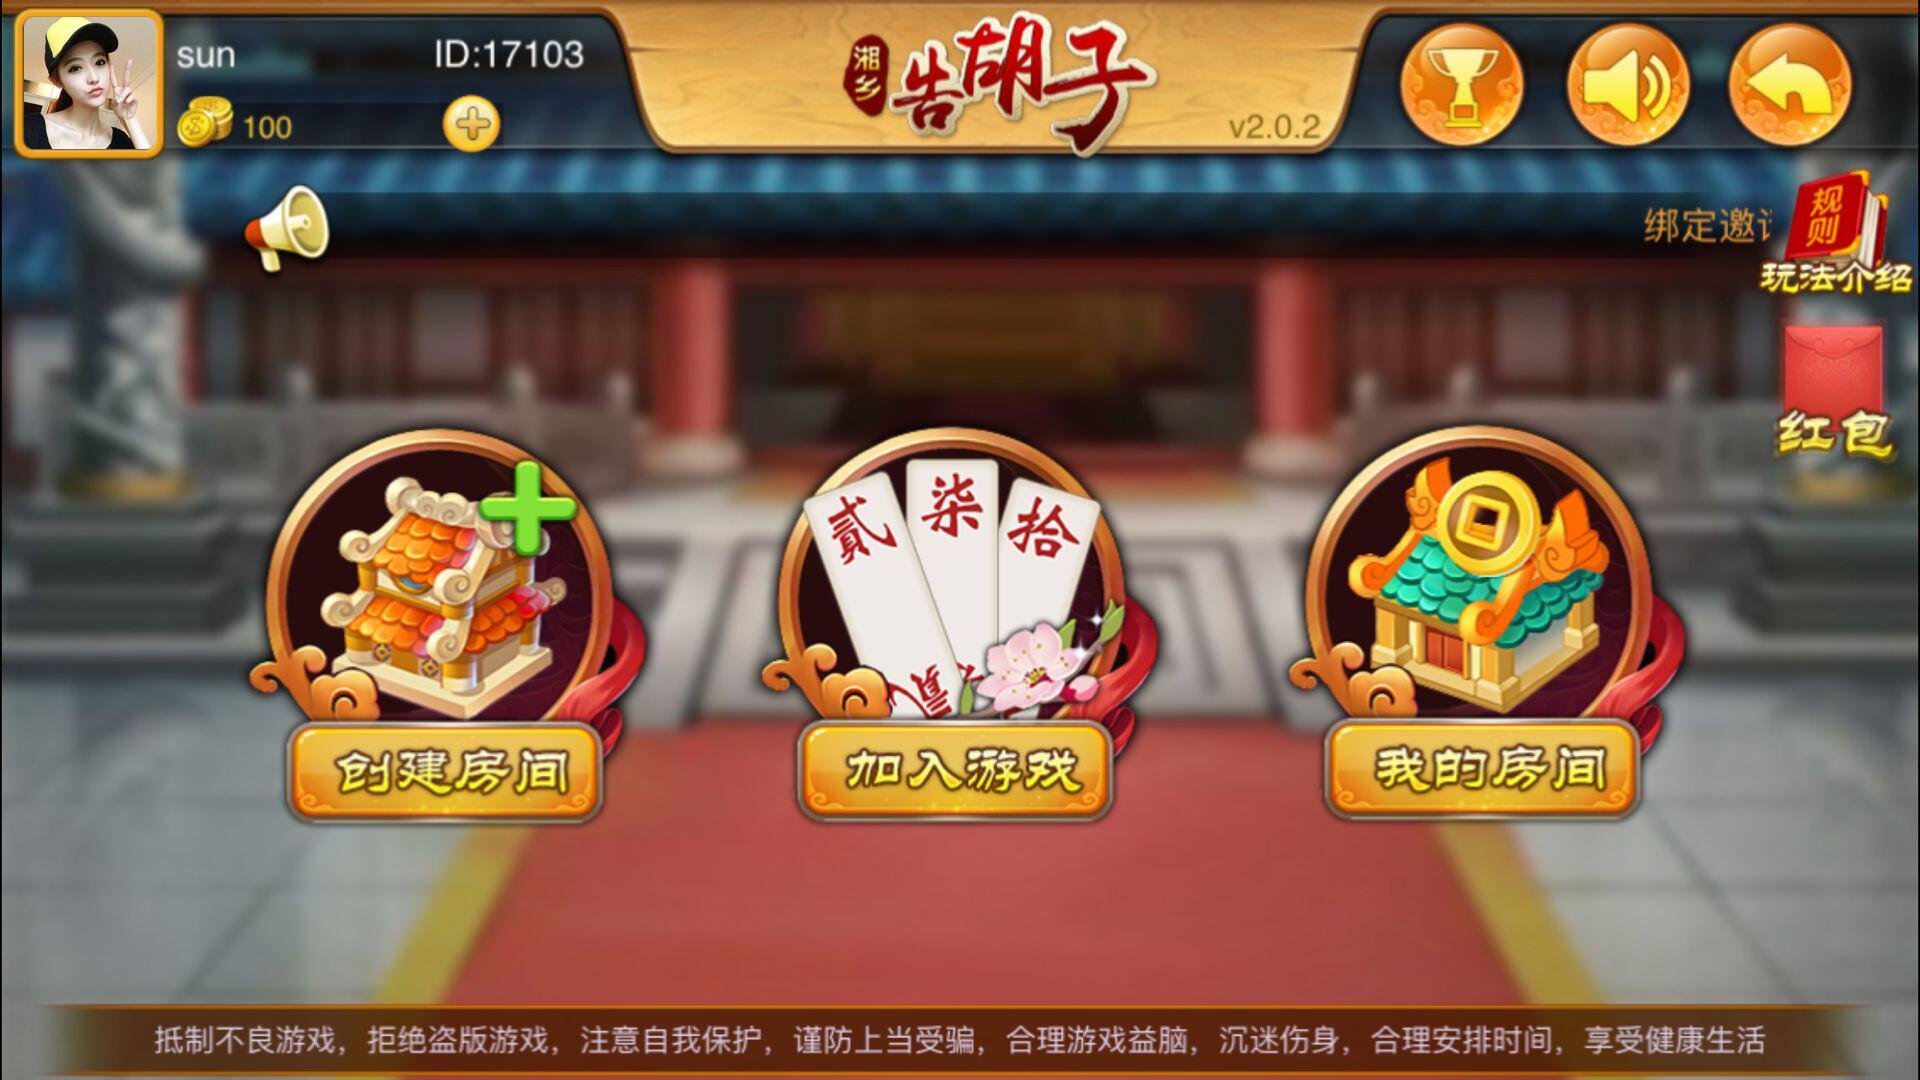 sun
ID:17103
100
湘乡
告胡子
v2.0.2
绑定邀
规则
玩法介绍
红包
貳
柒
拾
貳
创建房间
加入游戏
我的房间
抵制不良游戏，拒绝盗版游戏，注意自我保护，谨防上当受骗，合理游戏益脑，沉迷伤身，合理安排时间，享受健康生活